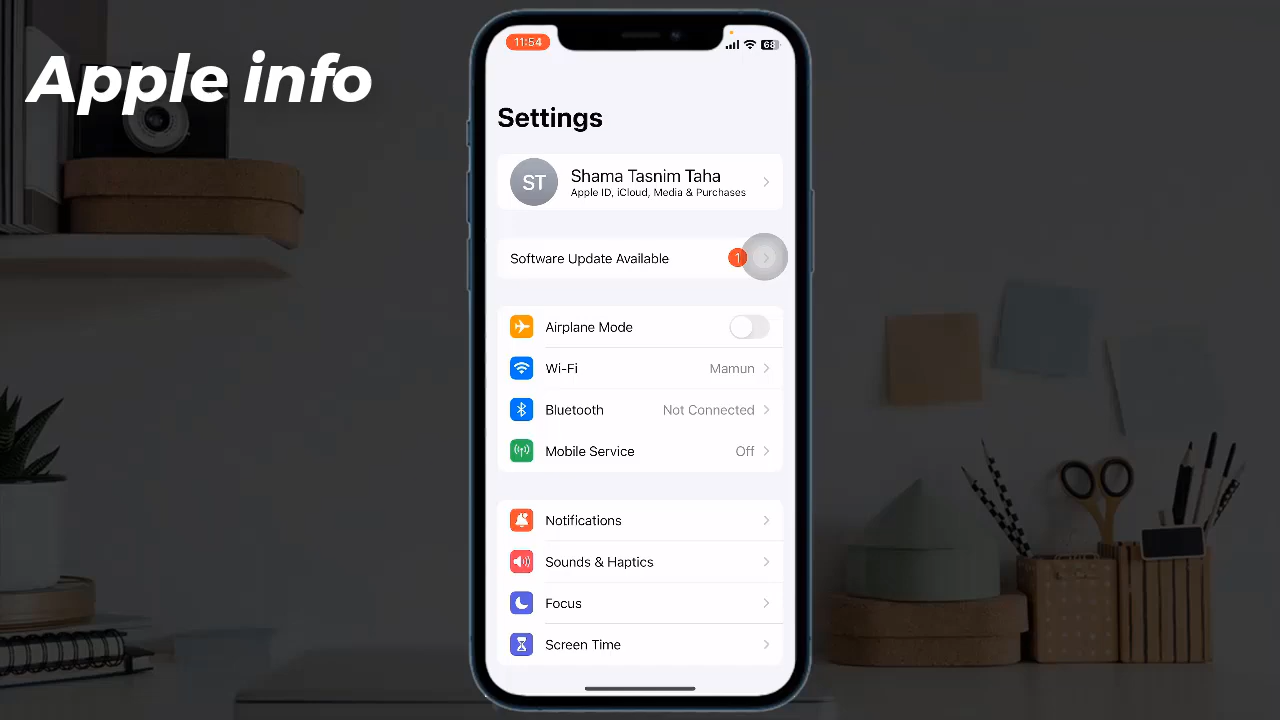 Apple info
11:54
68
Settings
ST
Shama Tasnim Taha
Apple ID, iCloud, Media & Purchases
Software Update Available
1
Airplane Mode
Wi-Fi
Mamun
Bluetooth
Not Connected
Mobile Service
Off
Notifications
Sounds & Haptics
Focus
Screen Time